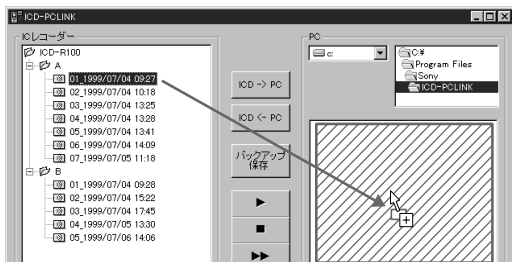 ICD-PCLINK
ICレコーダー
ICD-R100
A
01_1999/07/04 09:27
02_1999/07/04 10:18
03_1999/07/04 13:25
04_1999/07/04 13:28
05_1999/07/04 13:41
06_1999/07/04 14:09
07_1999/07/05 11:18
B
01_1999/07/04 09:28
02_1999/07/04 15:22
03_1999/07/04 17:45
04_1999/07/05 13:30
05_1999/07/06 14:06
ICD -> PC
ICD <- PC
バックアップ
保存
PC
c:
C:¥
Program Files
Sony
ICD-PCLINK